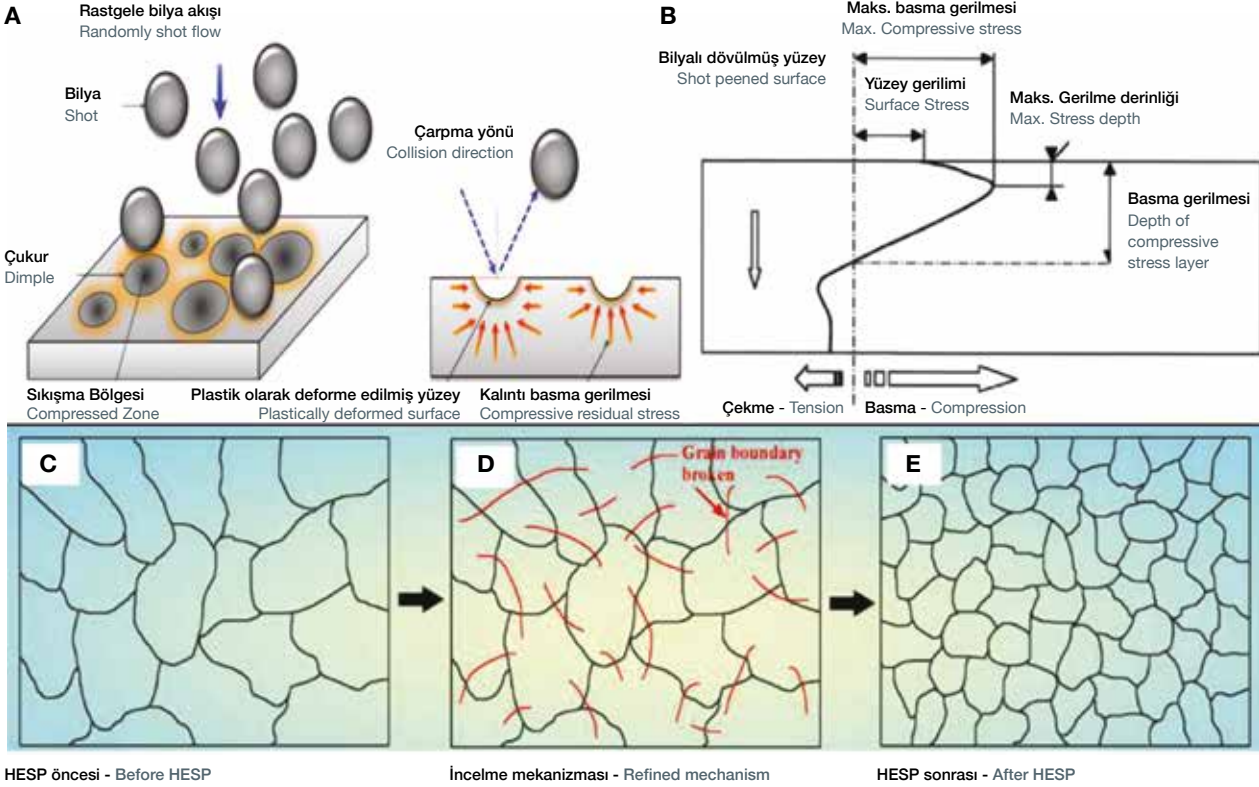 A
Rastgele bilya akışı
Randomly shot flow
Bilya
Shot
Çarpma yönü
Collision direction
Çukur
Dimple
Sıkışma Bölgesi
Compressed Zone
Plastik olarak deforme edilmiş yüzey
Plastically deformed surface
Kalıntı basma gerilmesi
Compressive residual stress
B
Maks. basma gerilmesi
Max. Compressive stress
Bilyalı dövülmüş yüzey
Shot peened surface
Yüzey gerilimi
Surface Stress
Maks. Gerilme derinliği
Max. Stress depth
Basma gerilmesi
Depth of
compressive
stress layer
Çekme - Tension
Basma - Compression
C
D
Grain boundary
broken
E
HESP öncesi - Before HESP
İncelme mekanizması - Refined mechanism
HESP sonrası - After HESP